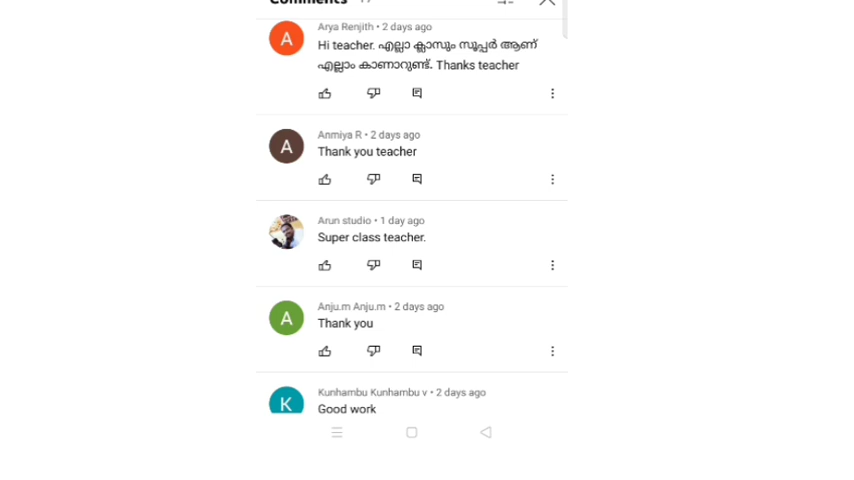 Comments
Arya Renjith • 2 days ago
Hi teacher. എല്ലാ ക്ലാസും സൂപ്പർ ആണ്
എല്ലാം കാണാറുണ്ട്. Thanks teacher
Anmiya R • 2 days ago
Thank you teacher
Arun studio • 1 day ago
Super class teacher.
Anju.m Anju.m • 2 days ago
Thank you
Kunhambu Kunhambu v • 2 days ago
Good work